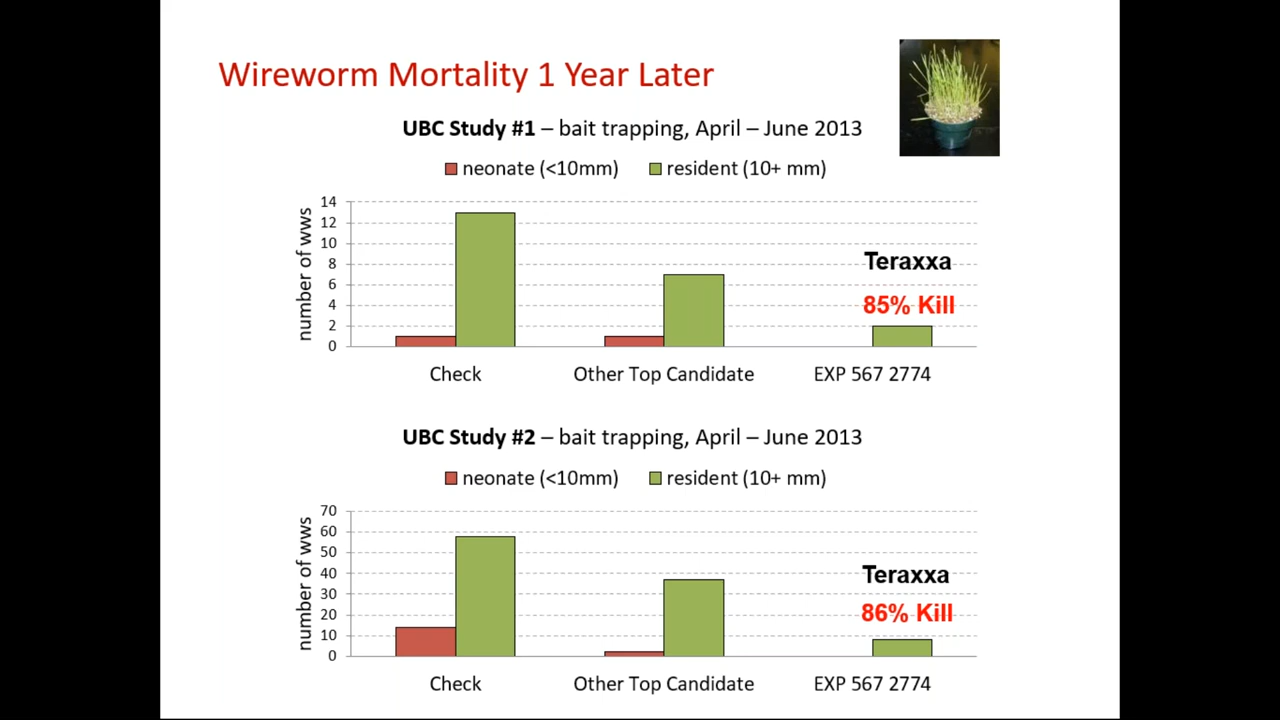 Wireworm Mortality 1 Year Later
UBC Study #1 – bait trapping, April – June 2013
neonate (<10mm) resident (10+ mm)
number of wws
14
12
10
8
6
4
2
0
Teraxxa
85% Kill
Check Other Top Candidate EXP 567 2774
UBC Study #2 – bait trapping, April – June 2013
neonate (<10mm) resident (10+ mm)
number of wws
70
60
50
40
30
20
10
0
Teraxxa
86% Kill
Check Other Top Candidate EXP 567 2774